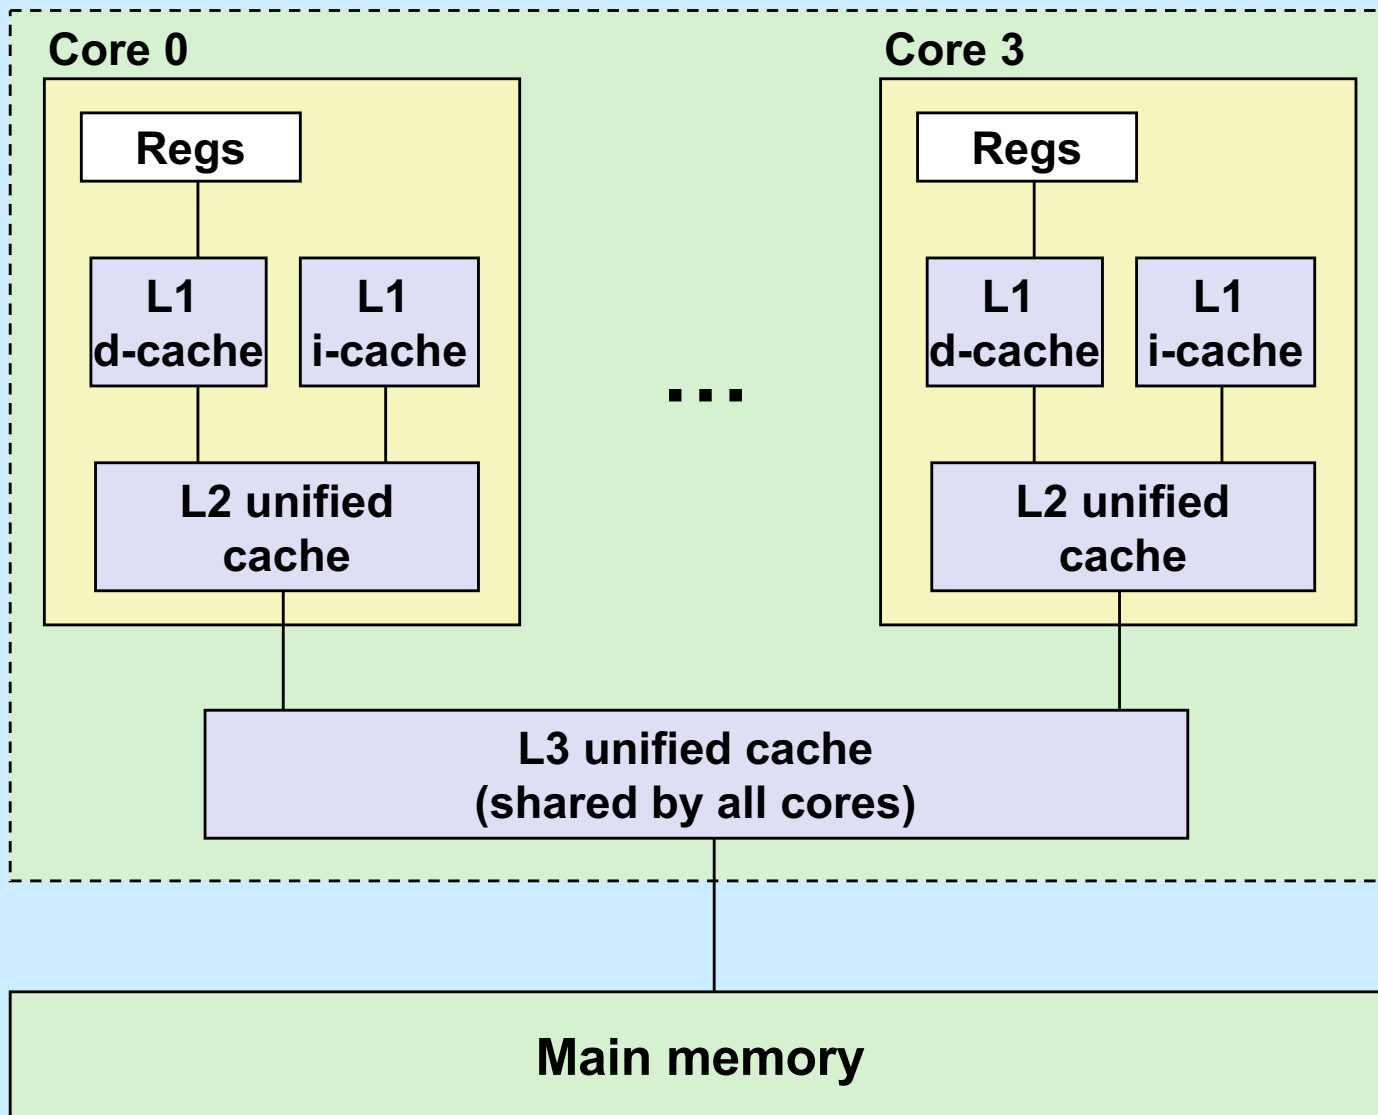 Core 0
Regs
L1
d-cache
L1
i-cache
L2 unified
cache
...
Core 3
Regs
L1
d-cache
L1
i-cache
L2 unified
cache
L3 unified cache
(shared by all cores)
Main memory